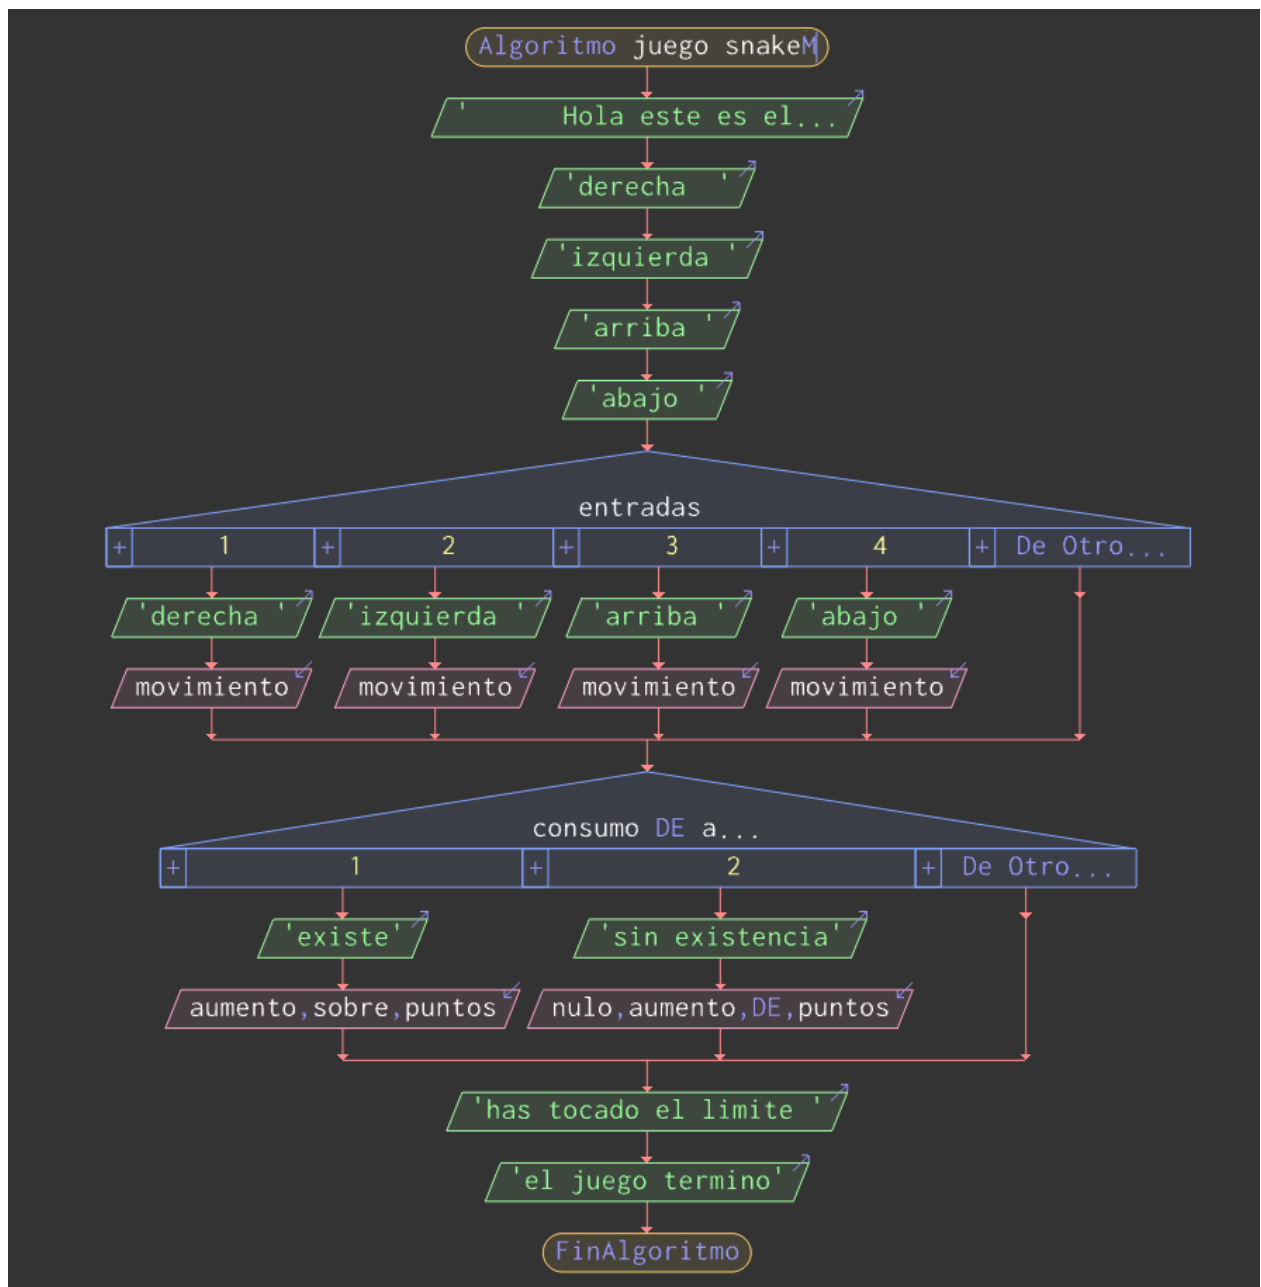 Algoritmo juego snakeM
' Hola este es el...
'derecha '
'izquierda '
'arriba '
'abajo '
entradas
+ 1 + 2 + 3 + 4 + De Otro...
'derecha ' 'izquierda ' 'arriba ' 'abajo '
movimiento movimiento movimiento movimiento
consumo DE a...
+ 1 + 2 + De Otro...
'existe' 'sin existencia'
aumento,sobre,puntos nulo,aumento,DE,puntos
'has tocado el limite '
'el juego termino'
FinAlgoritmo